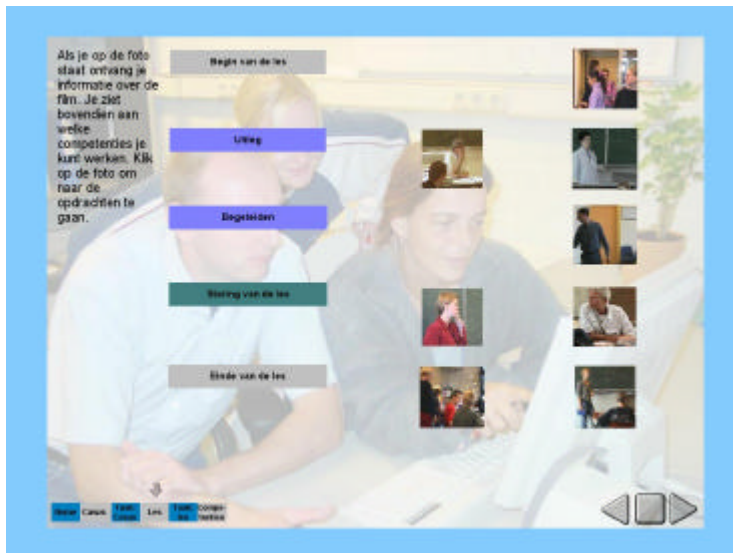 Als je op de foto
staat ontvang je
informatie over de
film. Je ziet
bovendien aan
welke
competenties je
kunt werken. Klik
op de foto om
naar de
opdrachten te
gaan.
Begin van de les
Uitleg
Begeleiden
Storing van de les
Einde van de les
Home Casus Les